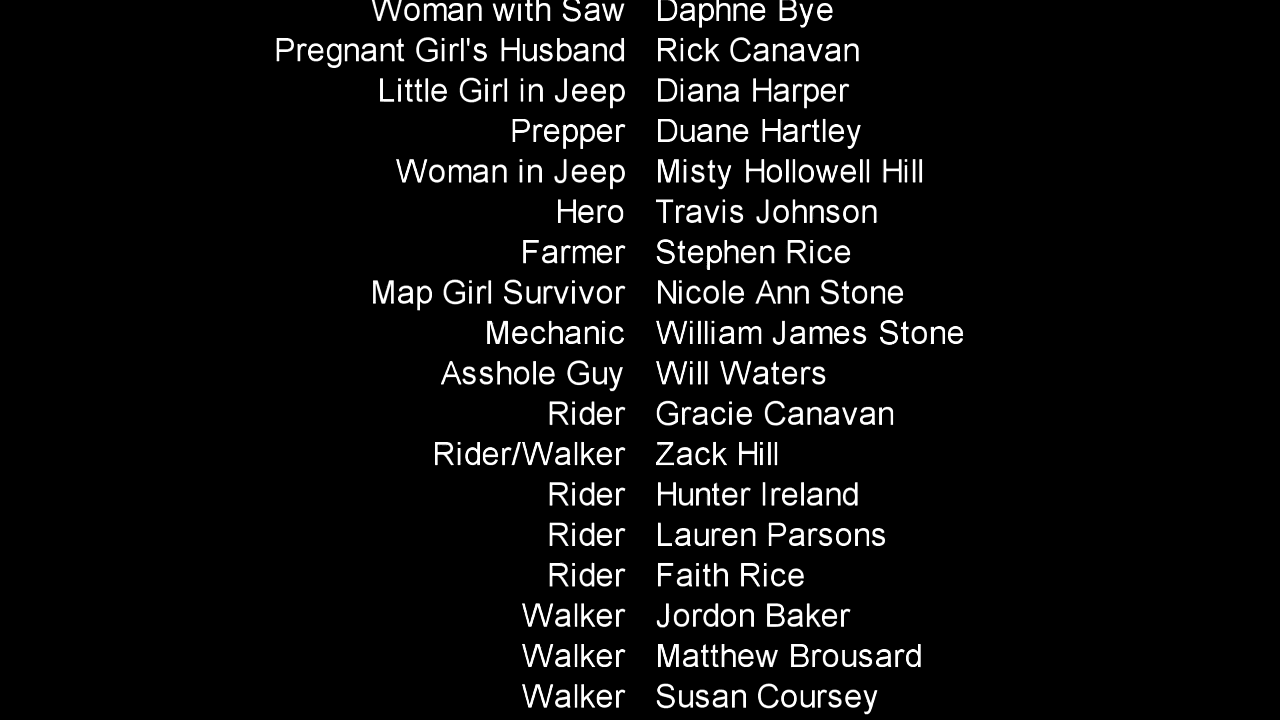 Woman with Saw Daphne Bye
Pregnant Girl's Husband Rick Canavan
Little Girl in Jeep Diana Harper
Prepper Duane Hartley
Woman in Jeep Misty Hollowell Hill
Hero Travis Johnson
Farmer Stephen Rice
Map Girl Survivor Nicole Ann Stone
Mechanic William James Stone
Asshole Guy Will Waters
Rider Gracie Canavan
Rider/Walker Zack Hill
Rider Hunter Ireland
Rider Lauren Parsons
Rider Faith Rice
Walker Jordon Baker
Walker Matthew Brousard
Walker Susan Coursey